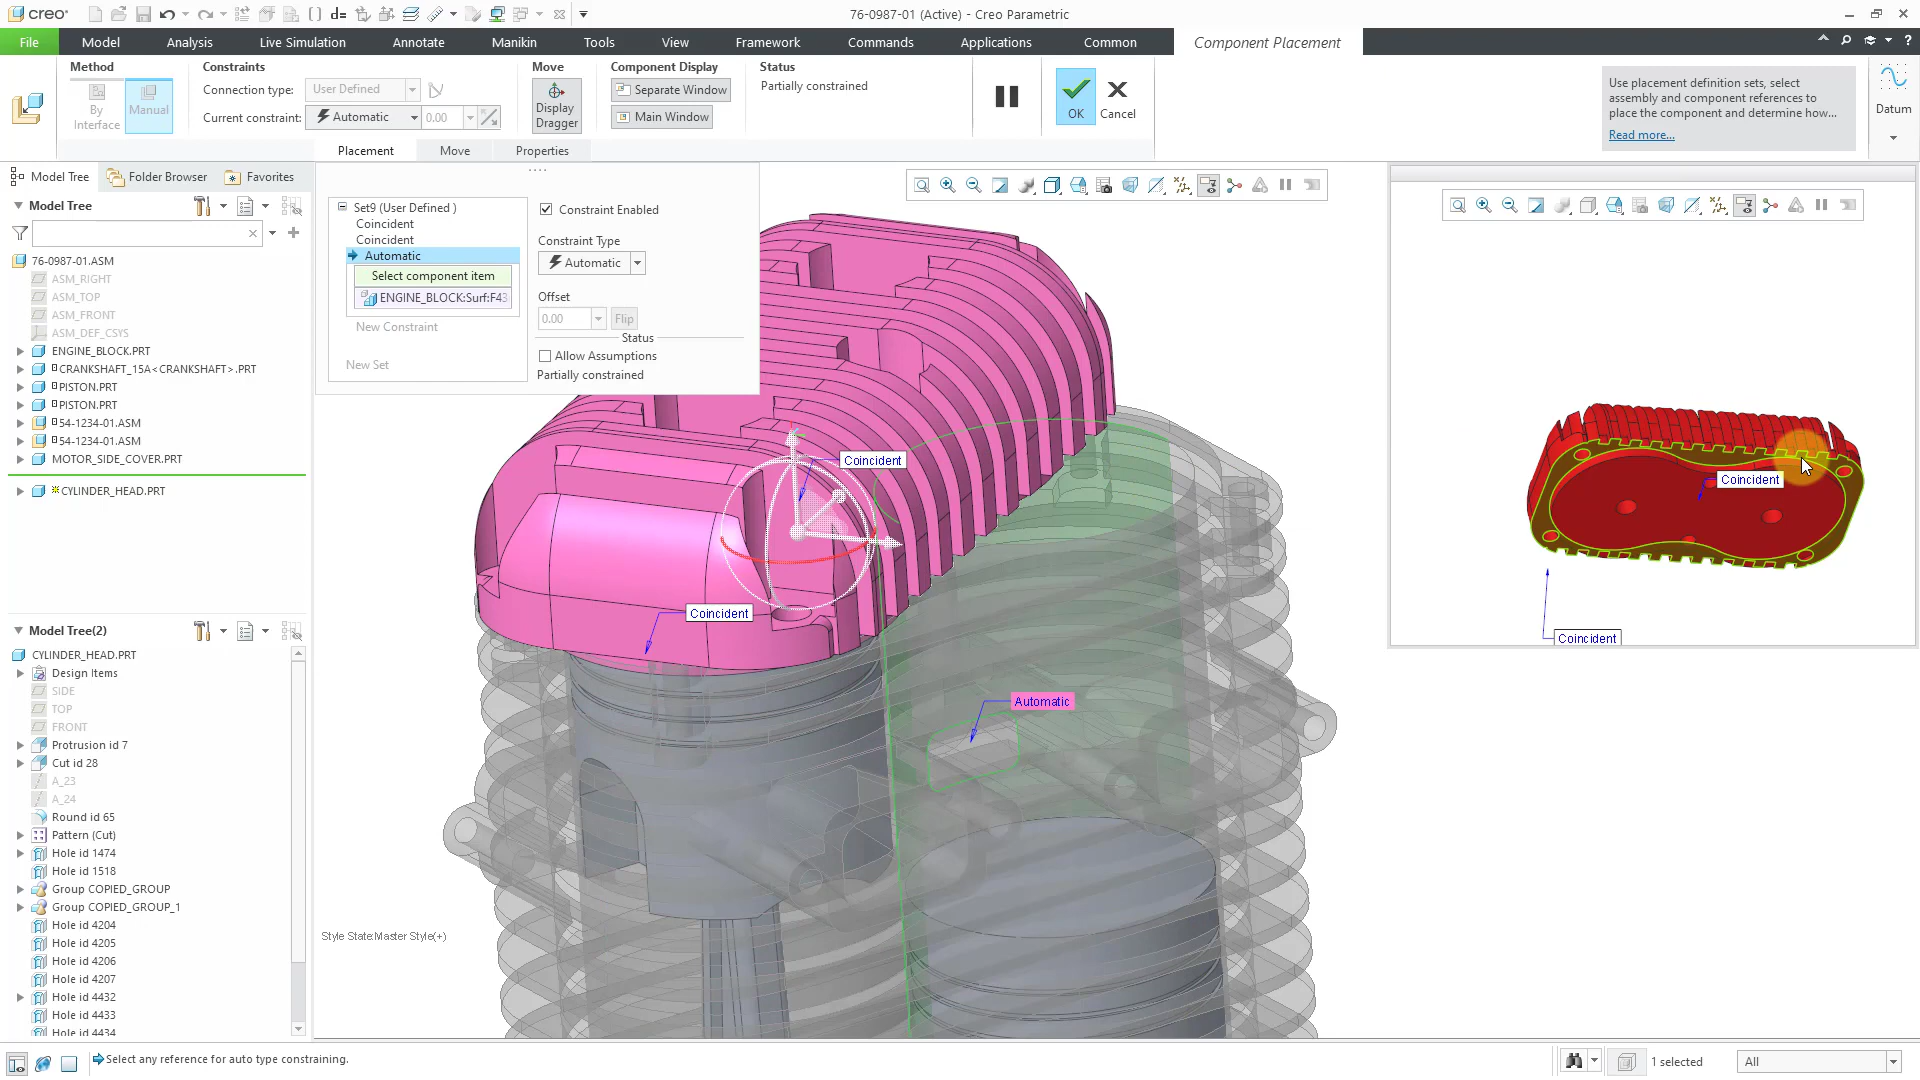 creo
76-0987-01 (Active) - Creo Parametric
File
Model
Analysis
Live Simulation
Annotate
Manikin
Tools
View
Framework
Commands
Applications
Common
Component Placement
Method
By Interface
Manual
Constraints
Connection type:
User Defined
Current constraint:
Automatic
0.00
Move
Display Dragger
Component Display
Separate Window
Main Window
Status
Partially constrained
OK
Cancel
Use placement definition sets, select
assembly and component references to
place the component and determine how...
Read more...
Datum
Placement
Move
Properties
Model Tree
Folder Browser
Favorites
Model Tree
76-0987-01.ASM
ASM_RIGHT
ASM_TOP
ASM_FRONT
ASM_DEF_CSYS
ENGINE_BLOCK.PRT
CRANKSHAFT_15A<CRANKSHAFT>.PRT
PISTON.PRT
PISTON.PRT
54-1234-01.ASM
54-1234-01.ASM
MOTOR_SIDE_COVER.PRT
CYLINDER_HEAD.PRT
Model Tree(2)
CYLINDER_HEAD.PRT
Design Items
SIDE
TOP
FRONT
Protrusion id 7
Cut id 28
A_23
A_24
Round id 65
Pattern (Cut)
Hole id 1474
Hole id 1518
Group COPIED_GROUP
Group COPIED_GROUP_1
Hole id 4204
Hole id 4205
Hole id 4206
Hole id 4207
Hole id 4432
Hole id 4433
Hole id 4434
Set9 (User Defined )
Coincident
Coincident
Automatic
Select component item
ENGINE_BLOCK:Surf:F43
New Constraint
New Set
Constraint Enabled
Constraint Type
Automatic
Offset
0.00
Flip
Status
Allow Assumptions
Partially constrained
Coincident
Coincident
Automatic
Coincident
Coincident
Style State:Master Style(+)
Select any reference for auto type constraining.
1 selected
All